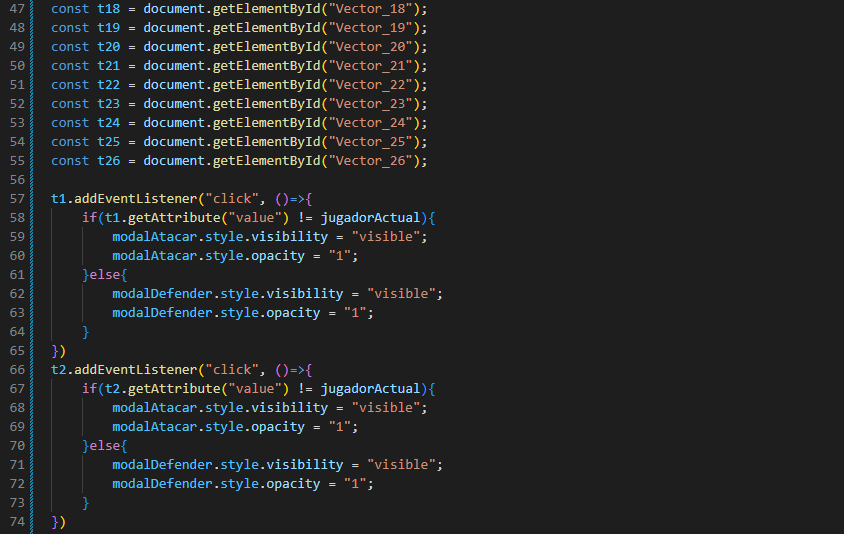 47 const t18 = document.getElementById("Vector_18");
48 const t19 = document.getElementById("Vector_19");
49 const t20 = document.getElementById("Vector_20");
50 const t21 = document.getElementById("Vector_21");
51 const t22 = document.getElementById("Vector_22");
52 const t23 = document.getElementById("Vector_23");
53 const t24 = document.getElementById("Vector_24");
54 const t25 = document.getElementById("Vector_25");
55 const t26 = document.getElementById("Vector_26");
56
57 t1.addEventListener("click", ()=>{
58     if(t1.getAttribute("value") != jugadorActual){
59         modalAtacar.style.visibility = "visible";
60         modalAtacar.style.opacity = "1";
61     }else{
62         modalDefender.style.visibility = "visible";
63         modalDefender.style.opacity = "1";
64     }
65 })
66 t2.addEventListener("click", ()=>{
67     if(t2.getAttribute("value") != jugadorActual){
68         modalAtacar.style.visibility = "visible";
69         modalAtacar.style.opacity = "1";
70     }else{
71         modalDefender.style.visibility = "visible";
72         modalDefender.style.opacity = "1";
73     }
74 })